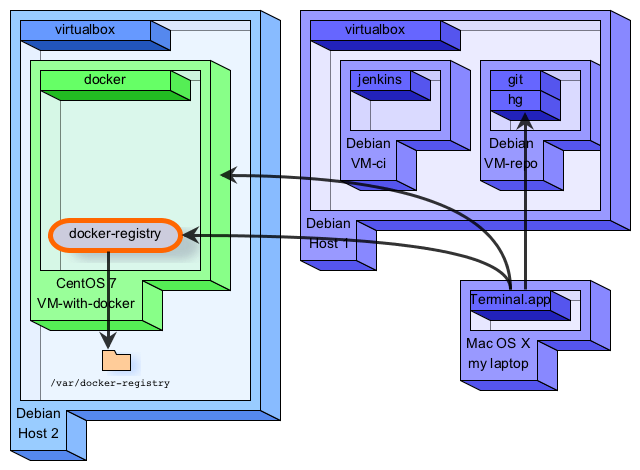 virtualbox
docker
docker-registry
CentOS 7
VM-with-docker
/var/docker-registry
Debian
Host 2
virtualbox
jenkins
Debian
VM-ci
git
hg
Debian
VM-repo
Debian
Host 1
Terminal.app
Mac OS X
my laptop